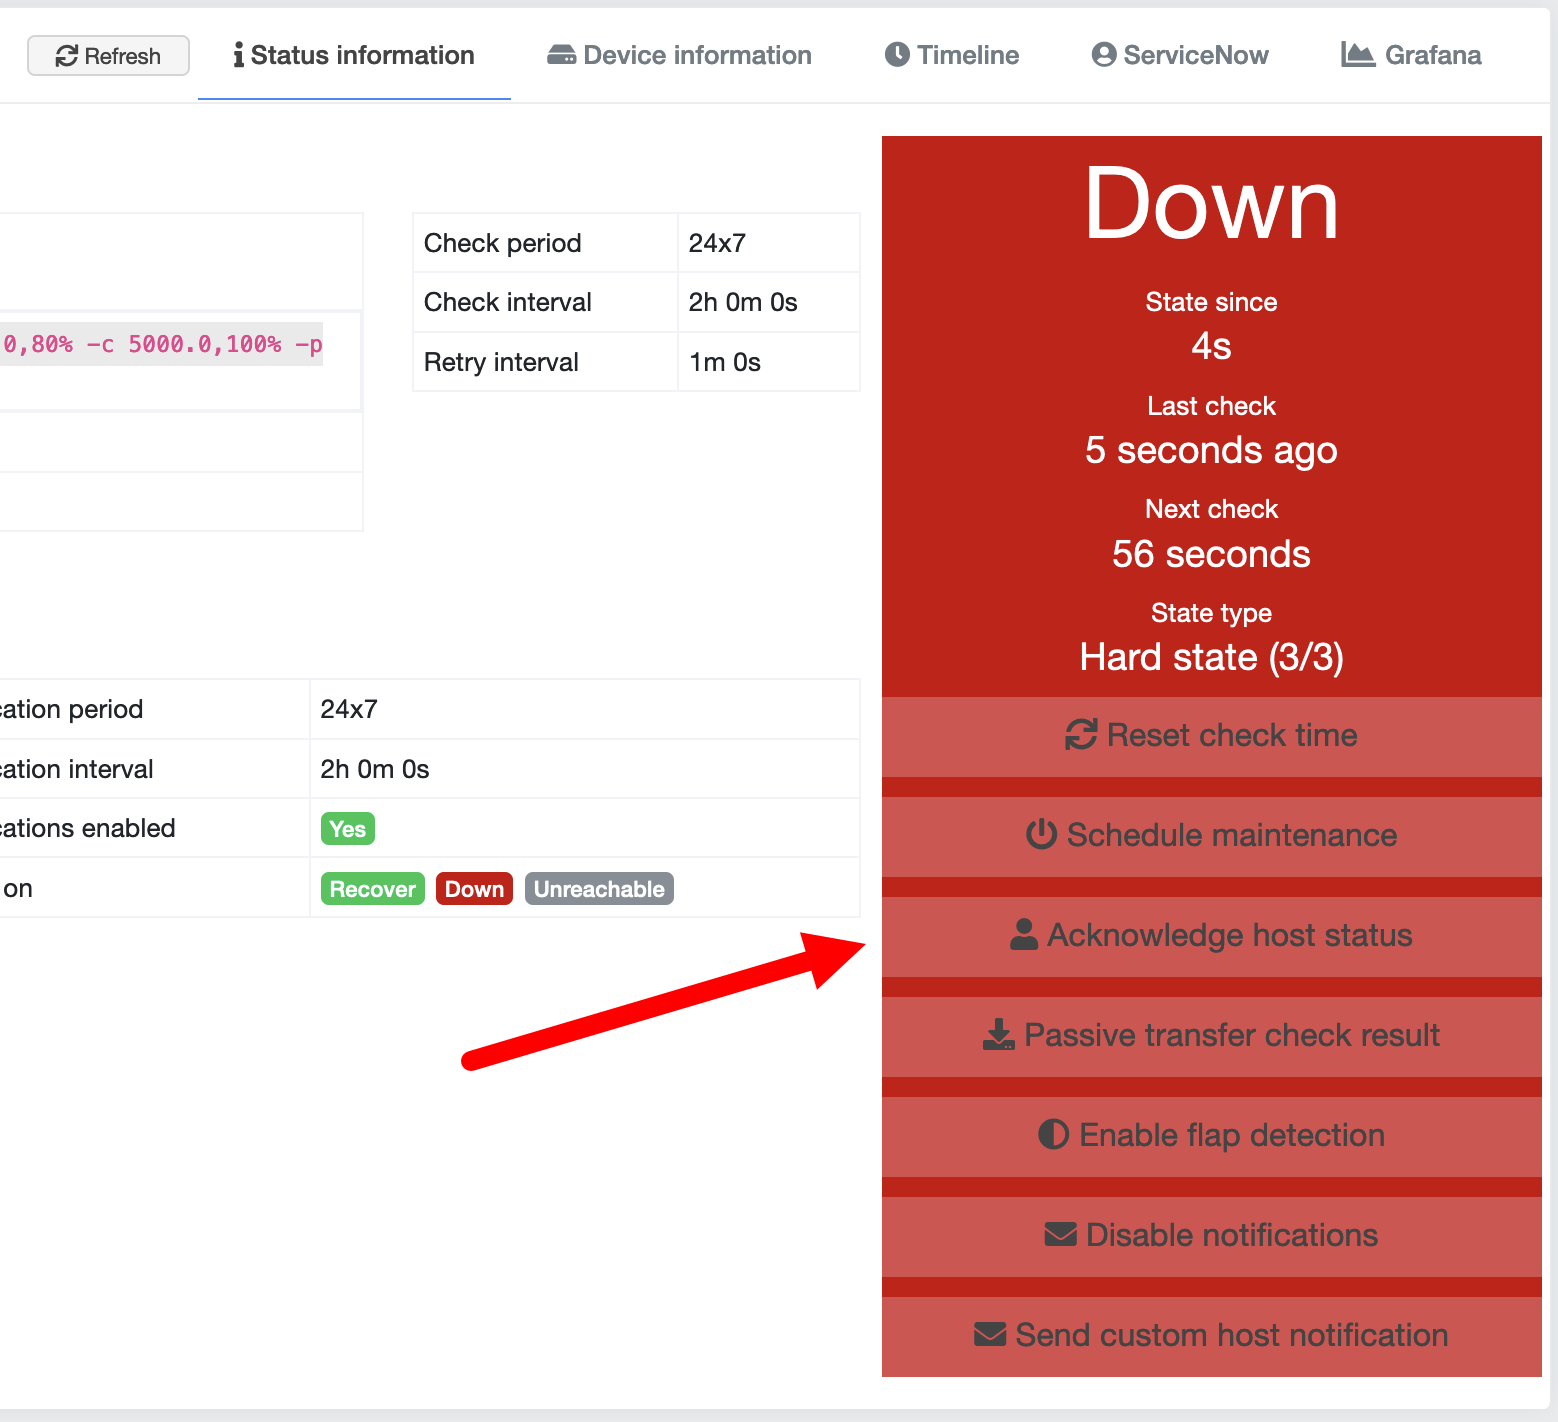 Refresh
Status information
Device information
Timeline
ServiceNow
Grafana
0,80% -c 5000.0,100% -p
Check period 24x7
Check interval 2h 0m 0s
Retry interval 1m 0s
cation period 24x7
cation interval 2h 0m 0s
cations enabled Yes
on Recover Down Unreachable
Down
State since
4s
Last check
5 seconds ago
Next check
56 seconds
State type
Hard state (3/3)
Reset check time
Schedule maintenance
Acknowledge host status
Passive transfer check result
Enable flap detection
Disable notifications
Send custom host notification